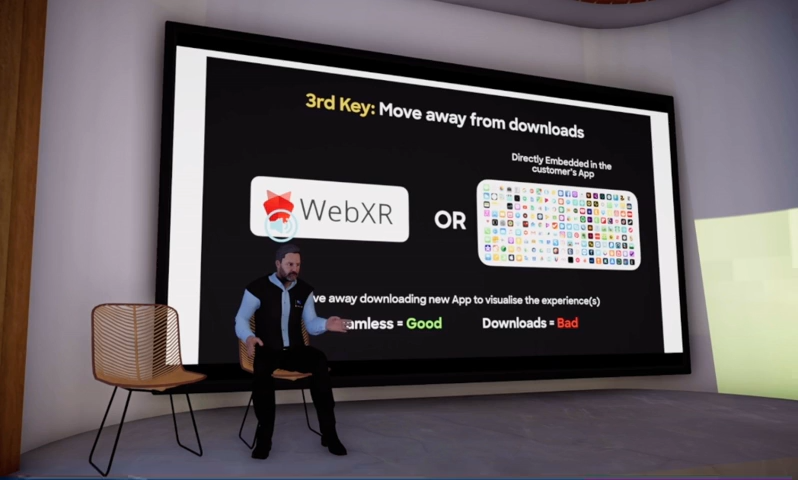 3rd Key: Move away from downloads
Directly Embedded in the
customer's App
WebXR
OR
ve away downloading new App to visualise the experience(s)
amless = Good
Downloads = Bad